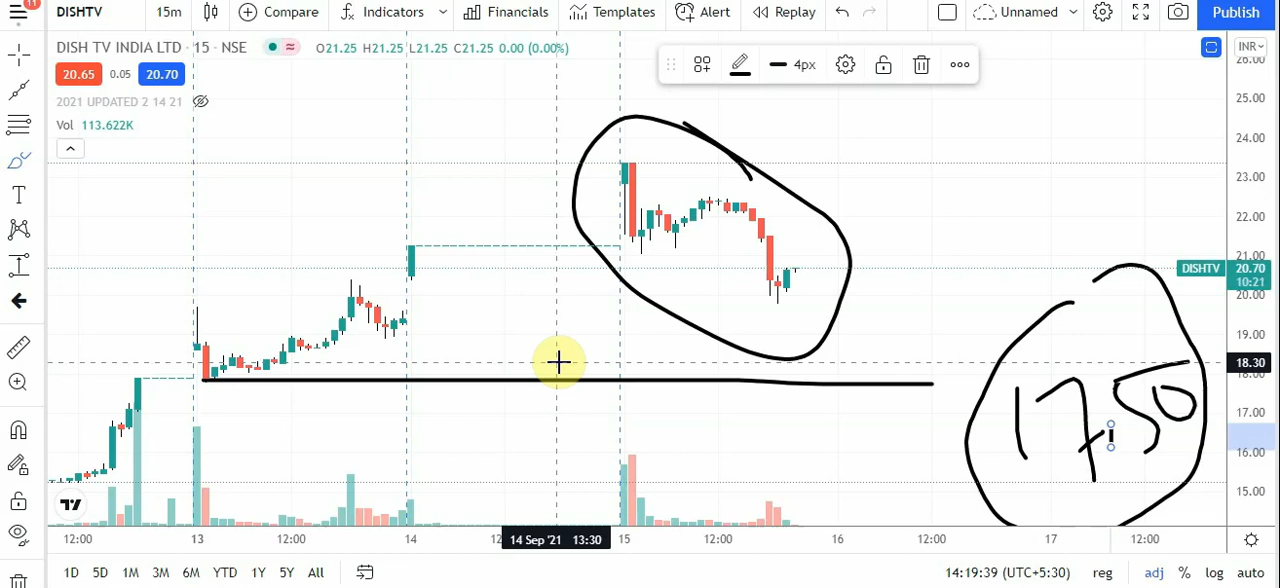 11
DISHTV 15m Compare Indicators Financials Templates Alert Replay Unnamed Publish
DISH TV INDIA LTD · 15 · NSE O21.25 H21.25 L21.25 C21.25 0.00 (0.00%)
INR
4px
20.65 0.05 20.70
2021 UPDATED 2 14 21
Vol 113.622K
26.00
25.00
24.00
23.00
22.00
21.00
DISHTV 20.70
10:21
20.00
19.00
18.30
18.00
17.00
16.00
15.00
17.50
12:00 13 12:00 14 14 Sep '21 13:30 15 12:00 16 12:00 17 12:00
1D 5D 1M 3M 6M YTD 1Y 5Y All 14:19:39 (UTC+5:30) reg adj % log auto